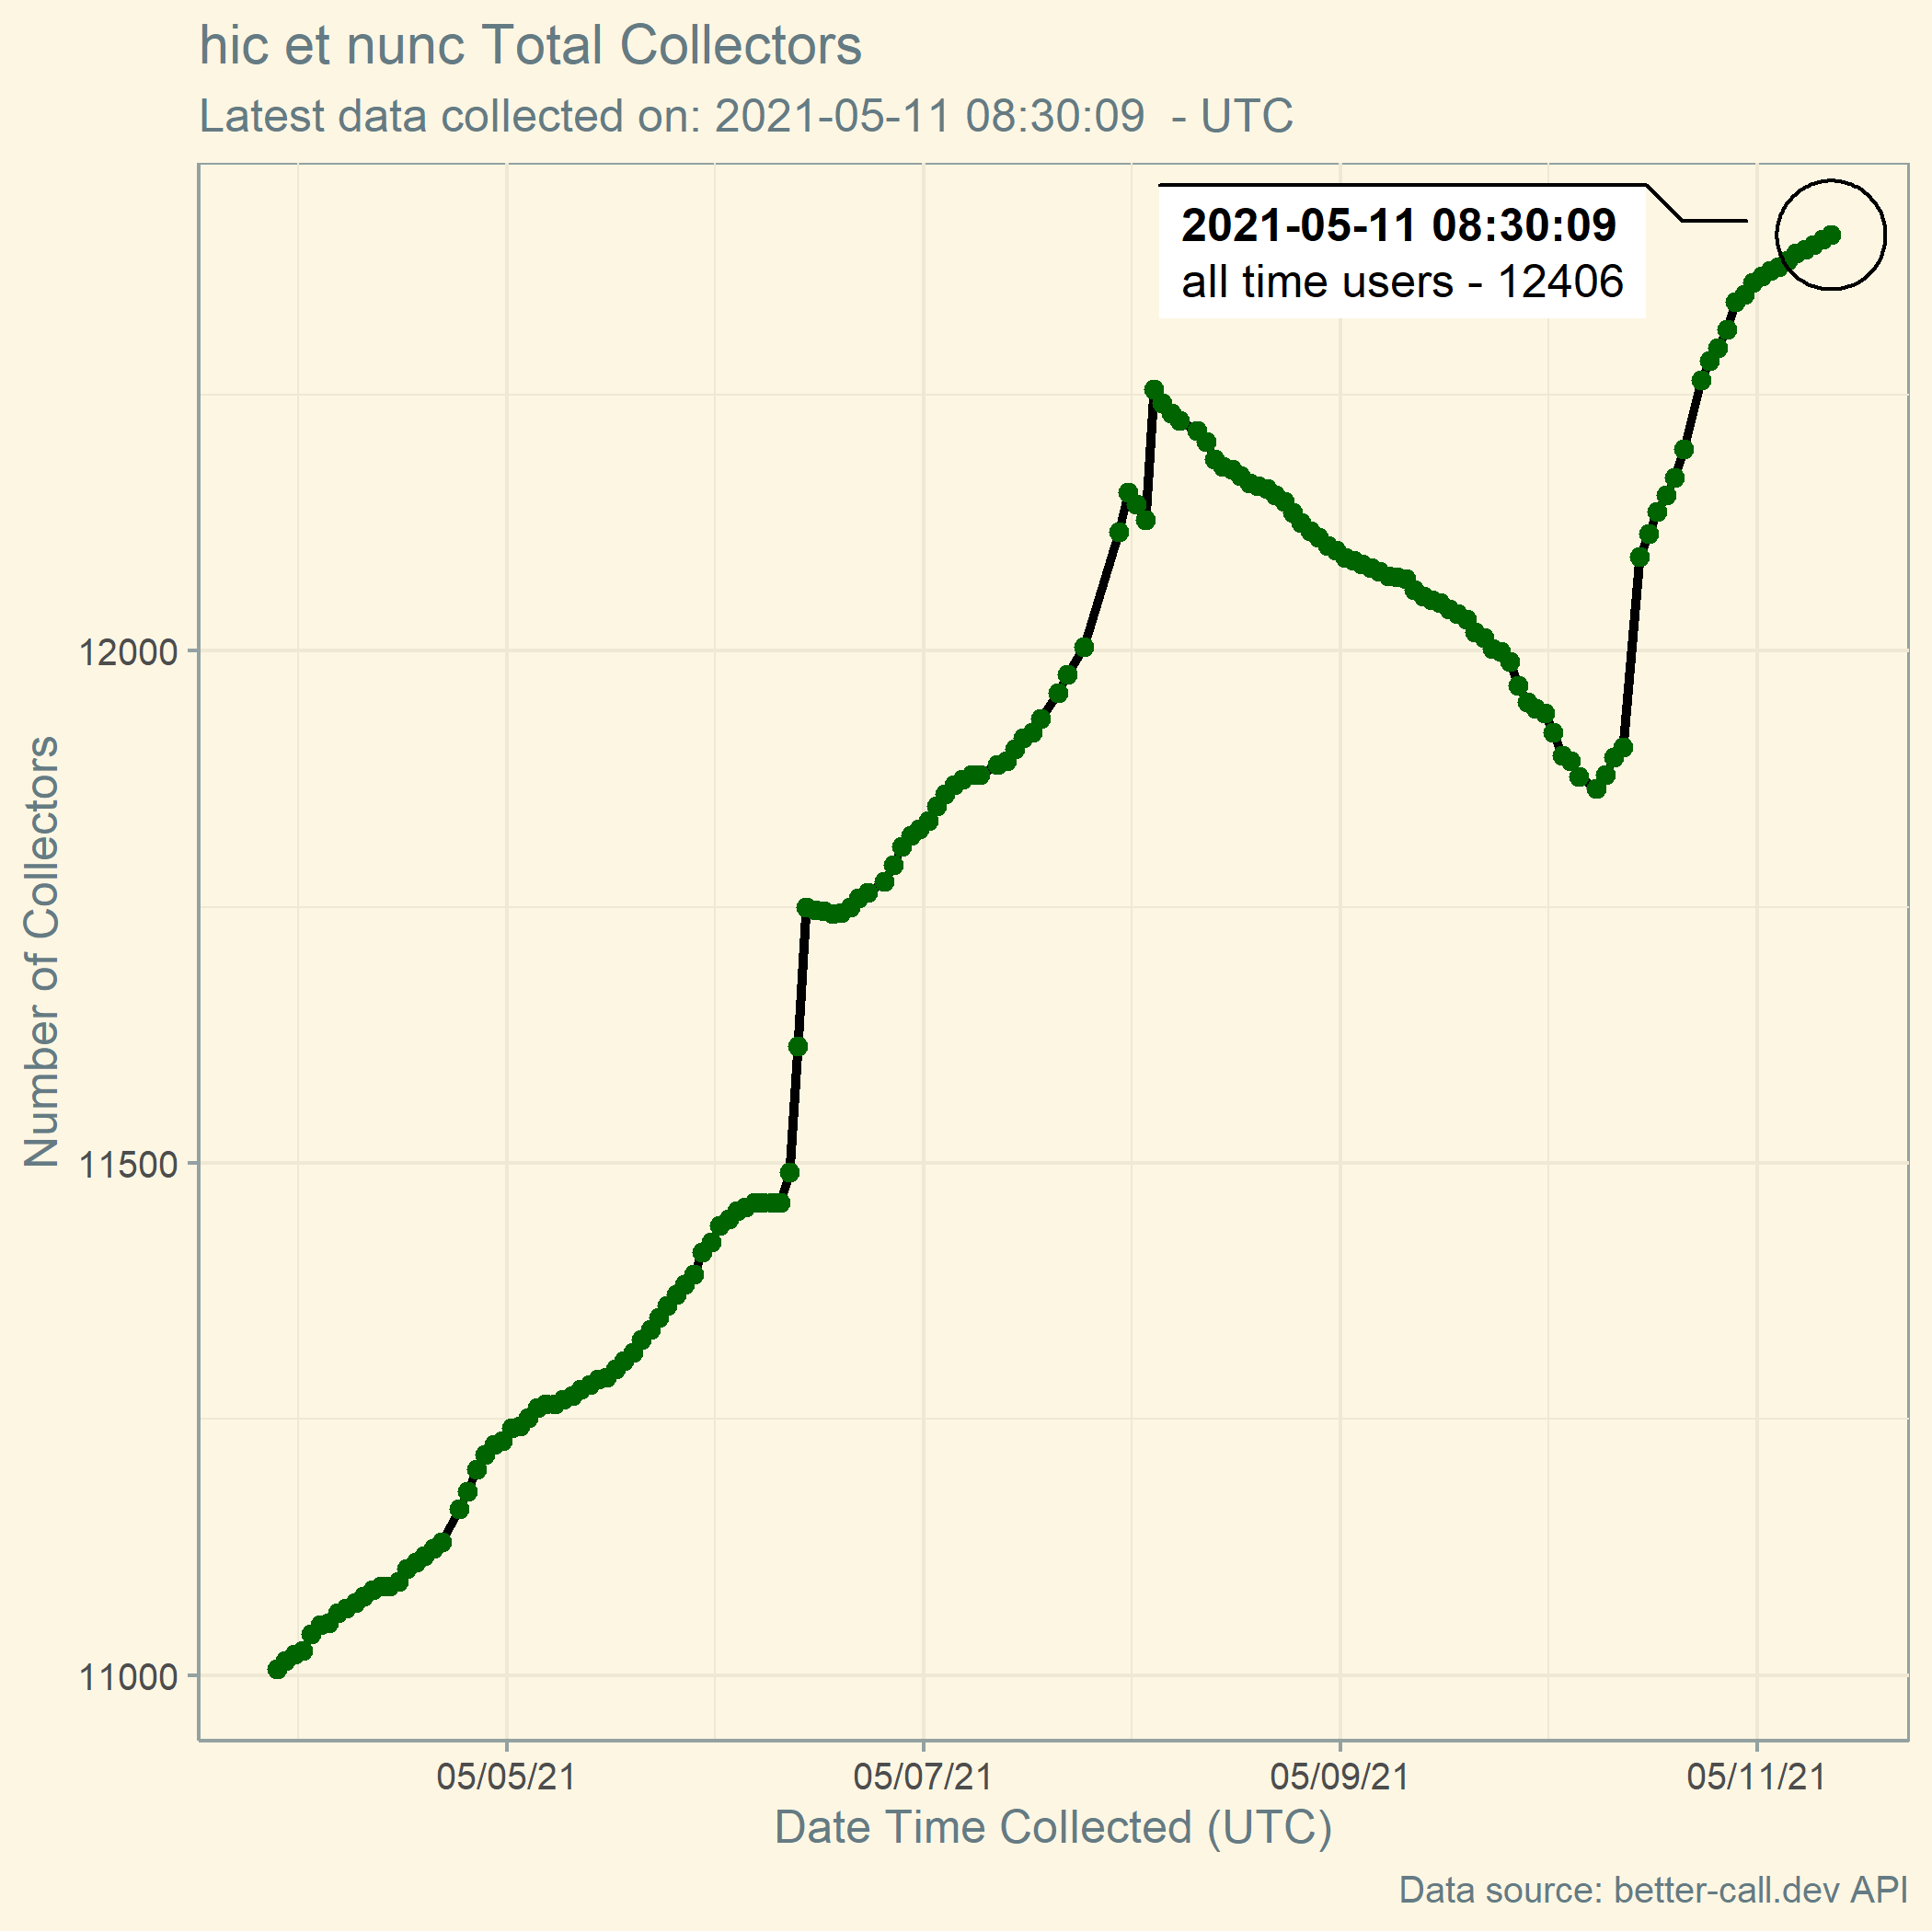 hic et nunc Total Collectors
Latest data collected on: 2021-05-11 08:30:09  - UTC
2021-05-11 08:30:09
all time users - 12406
Number of Collectors
12000
11500
11000
05/05/21
05/07/21
05/09/21
05/11/21
Date Time Collected (UTC)
Data source: better-call.dev API